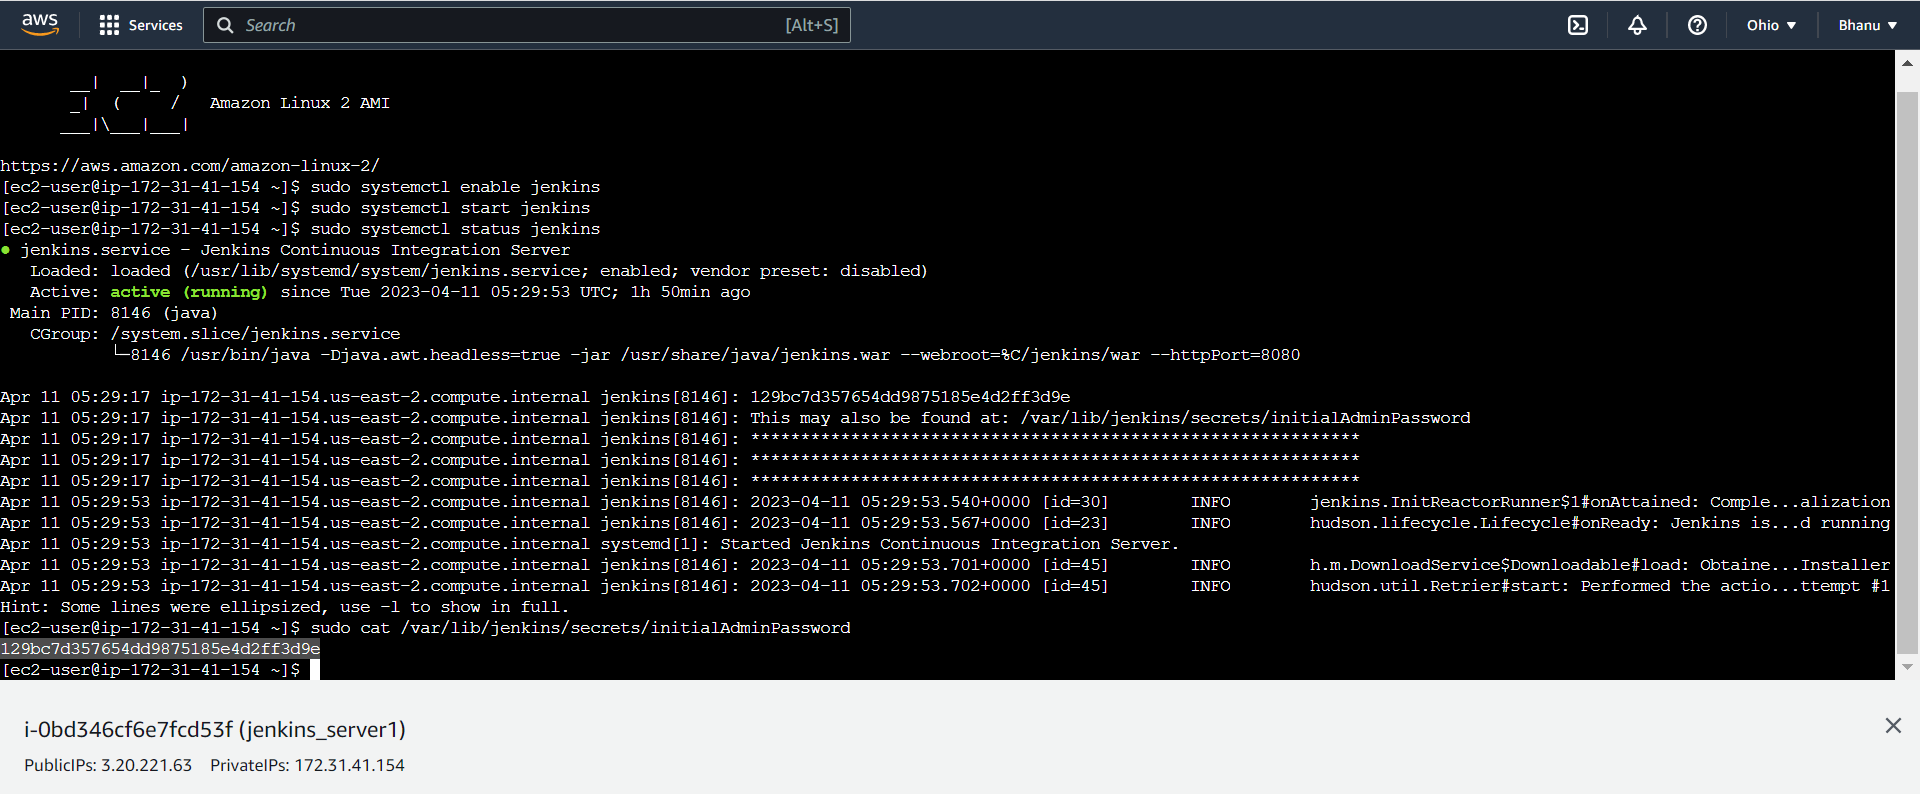 aws Services Search [Alt+S] Ohio ▼ Bhanu ▼
__|  __|_  )
_|  (     /   Amazon Linux 2 AMI
___|\___|___|
https://aws.amazon.com/amazon-linux-2/
[ec2-user@ip-172-31-41-154 ~]$ sudo systemctl enable jenkins
[ec2-user@ip-172-31-41-154 ~]$ sudo systemctl start jenkins
[ec2-user@ip-172-31-41-154 ~]$ sudo systemctl status jenkins
● jenkins.service - Jenkins Continuous Integration Server
Loaded: loaded (/usr/lib/systemd/system/jenkins.service; enabled; vendor preset: disabled)
Active: active (running) since Tue 2023-04-11 05:29:53 UTC; 1h 50min ago
Main PID: 8146 (java)
CGroup: /system.slice/jenkins.service
└─8146 /usr/bin/java -Djava.awt.headless=true -jar /usr/share/java/jenkins.war --webroot=%C/jenkins/war --httpPort=8080
Apr 11 05:29:17 ip-172-31-41-154.us-east-2.compute.internal jenkins[8146]: 129bc7d357654dd9875185e4d2ff3d9e
Apr 11 05:29:17 ip-172-31-41-154.us-east-2.compute.internal jenkins[8146]: This may also be found at: /var/lib/jenkins/secrets/initialAdminPassword
Apr 11 05:29:17 ip-172-31-41-154.us-east-2.compute.internal jenkins[8146]: *************************************************************
Apr 11 05:29:17 ip-172-31-41-154.us-east-2.compute.internal jenkins[8146]: *************************************************************
Apr 11 05:29:17 ip-172-31-41-154.us-east-2.compute.internal jenkins[8146]: *************************************************************
Apr 11 05:29:53 ip-172-31-41-154.us-east-2.compute.internal jenkins[8146]: 2023-04-11 05:29:53.540+0000 [id=30] INFO jenkins.InitReactorRunner$1#onAttained: Comple...alization
Apr 11 05:29:53 ip-172-31-41-154.us-east-2.compute.internal jenkins[8146]: 2023-04-11 05:29:53.567+0000 [id=23] INFO hudson.lifecycle.Lifecycle#onReady: Jenkins is...d running
Apr 11 05:29:53 ip-172-31-41-154.us-east-2.compute.internal systemd[1]: Started Jenkins Continuous Integration Server.
Apr 11 05:29:53 ip-172-31-41-154.us-east-2.compute.internal jenkins[8146]: 2023-04-11 05:29:53.701+0000 [id=45] INFO h.m.DownloadService$Downloadable#load: Obtaine...Installer
Apr 11 05:29:53 ip-172-31-41-154.us-east-2.compute.internal jenkins[8146]: 2023-04-11 05:29:53.702+0000 [id=45] INFO hudson.util.Retrier#start: Performed the actio...ttempt #1
Hint: Some lines were ellipsized, use -l to show in full.
[ec2-user@ip-172-31-41-154 ~]$ sudo cat /var/lib/jenkins/secrets/initialAdminPassword
129bc7d357654dd9875185e4d2ff3d9e
[ec2-user@ip-172-31-41-154 ~]$
i-0bd346cf6e7fcd53f (jenkins_server1)
PublicIPs: 3.20.221.63 PrivateIPs: 172.31.41.154